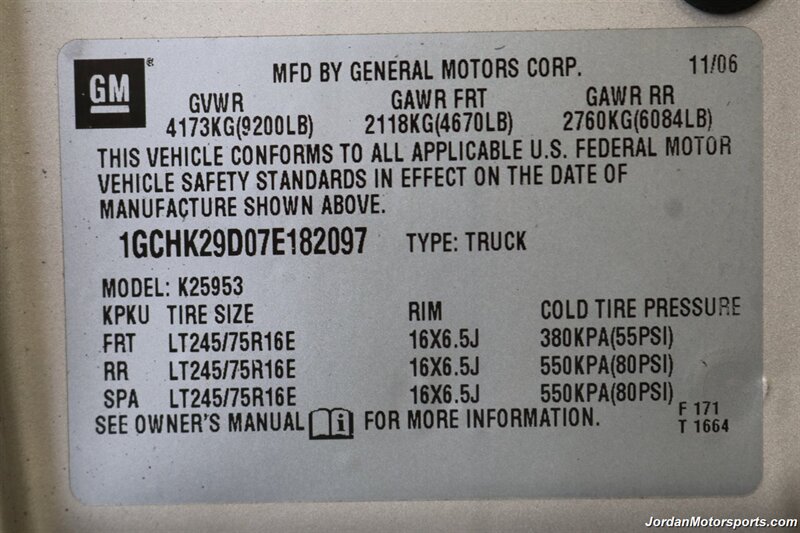 GM
MFD BY GENERAL MOTORS CORP. 11/06
GVWR GAWR FRT GAWR RR
4173KG(9200LB) 2118KG(4670LB) 2760KG(6084LB)
THIS VEHICLE CONFORMS TO ALL APPLICABLE U.S. FEDERAL MOTOR
VEHICLE SAFETY STANDARDS IN EFFECT ON THE DATE OF
MANUFACTURE SHOWN ABOVE.
1GCHK29D07E182097 TYPE: TRUCK
MODEL: K25953
KPKU TIRE SIZE RIM COLD TIRE PRESSURE
FRT LT245/75R16E 16X6.5J 380KPA(55PSI)
RR LT245/75R16E 16X6.5J 550KPA(80PSI)
SPA LT245/75R16E 16X6.5J 550KPA(80PSI)
SEE OWNER'S MANUAL i FOR MORE INFORMATION.
F 171
T 1664
JordanMotorsports.com